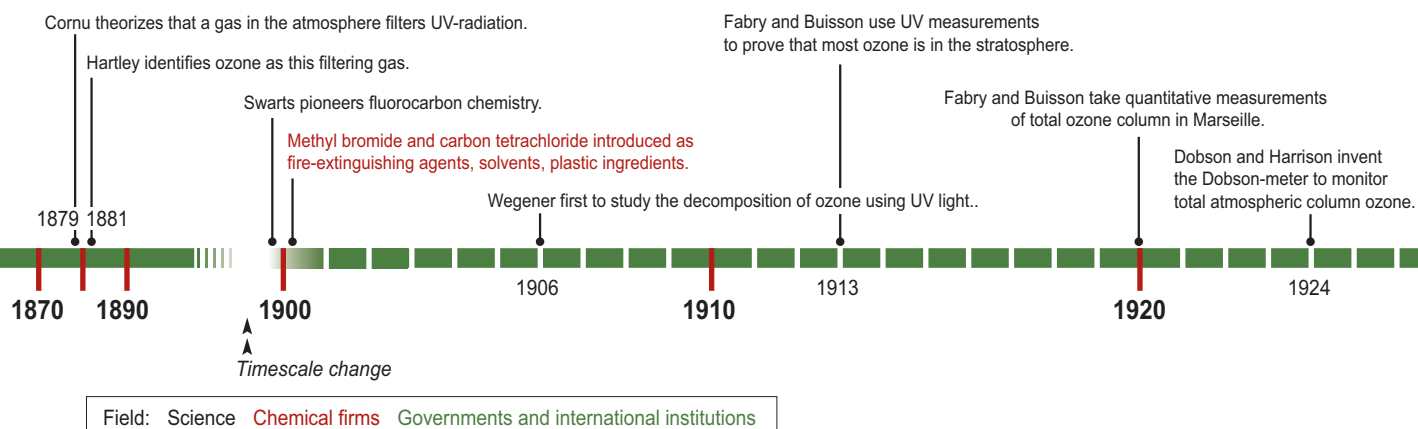 Cornu theorizes that a gas in the atmosphere filters UV-radiation.
Hartley identifies ozone as this filtering gas.
Swarts pioneers fluorocarbon chemistry.
Methyl bromide and carbon tetrachloride introduced as
fire-extinguishing agents, solvents, plastic ingredients.
Wegener first to study the decomposition of ozone using UV light..
Fabry and Buisson use UV measurements
to prove that most ozone is in the stratosphere.
Fabry and Buisson take quantitative measurements
of total ozone column in Marseille.
Dobson and Harrison invent
the Dobson-meter to monitor
total atmospheric column ozone.
1879 1881
1906
1913
1924
1870 1890 1900 1910 1920
Timescale change
Field: Science Chemical firms Governments and international institutions